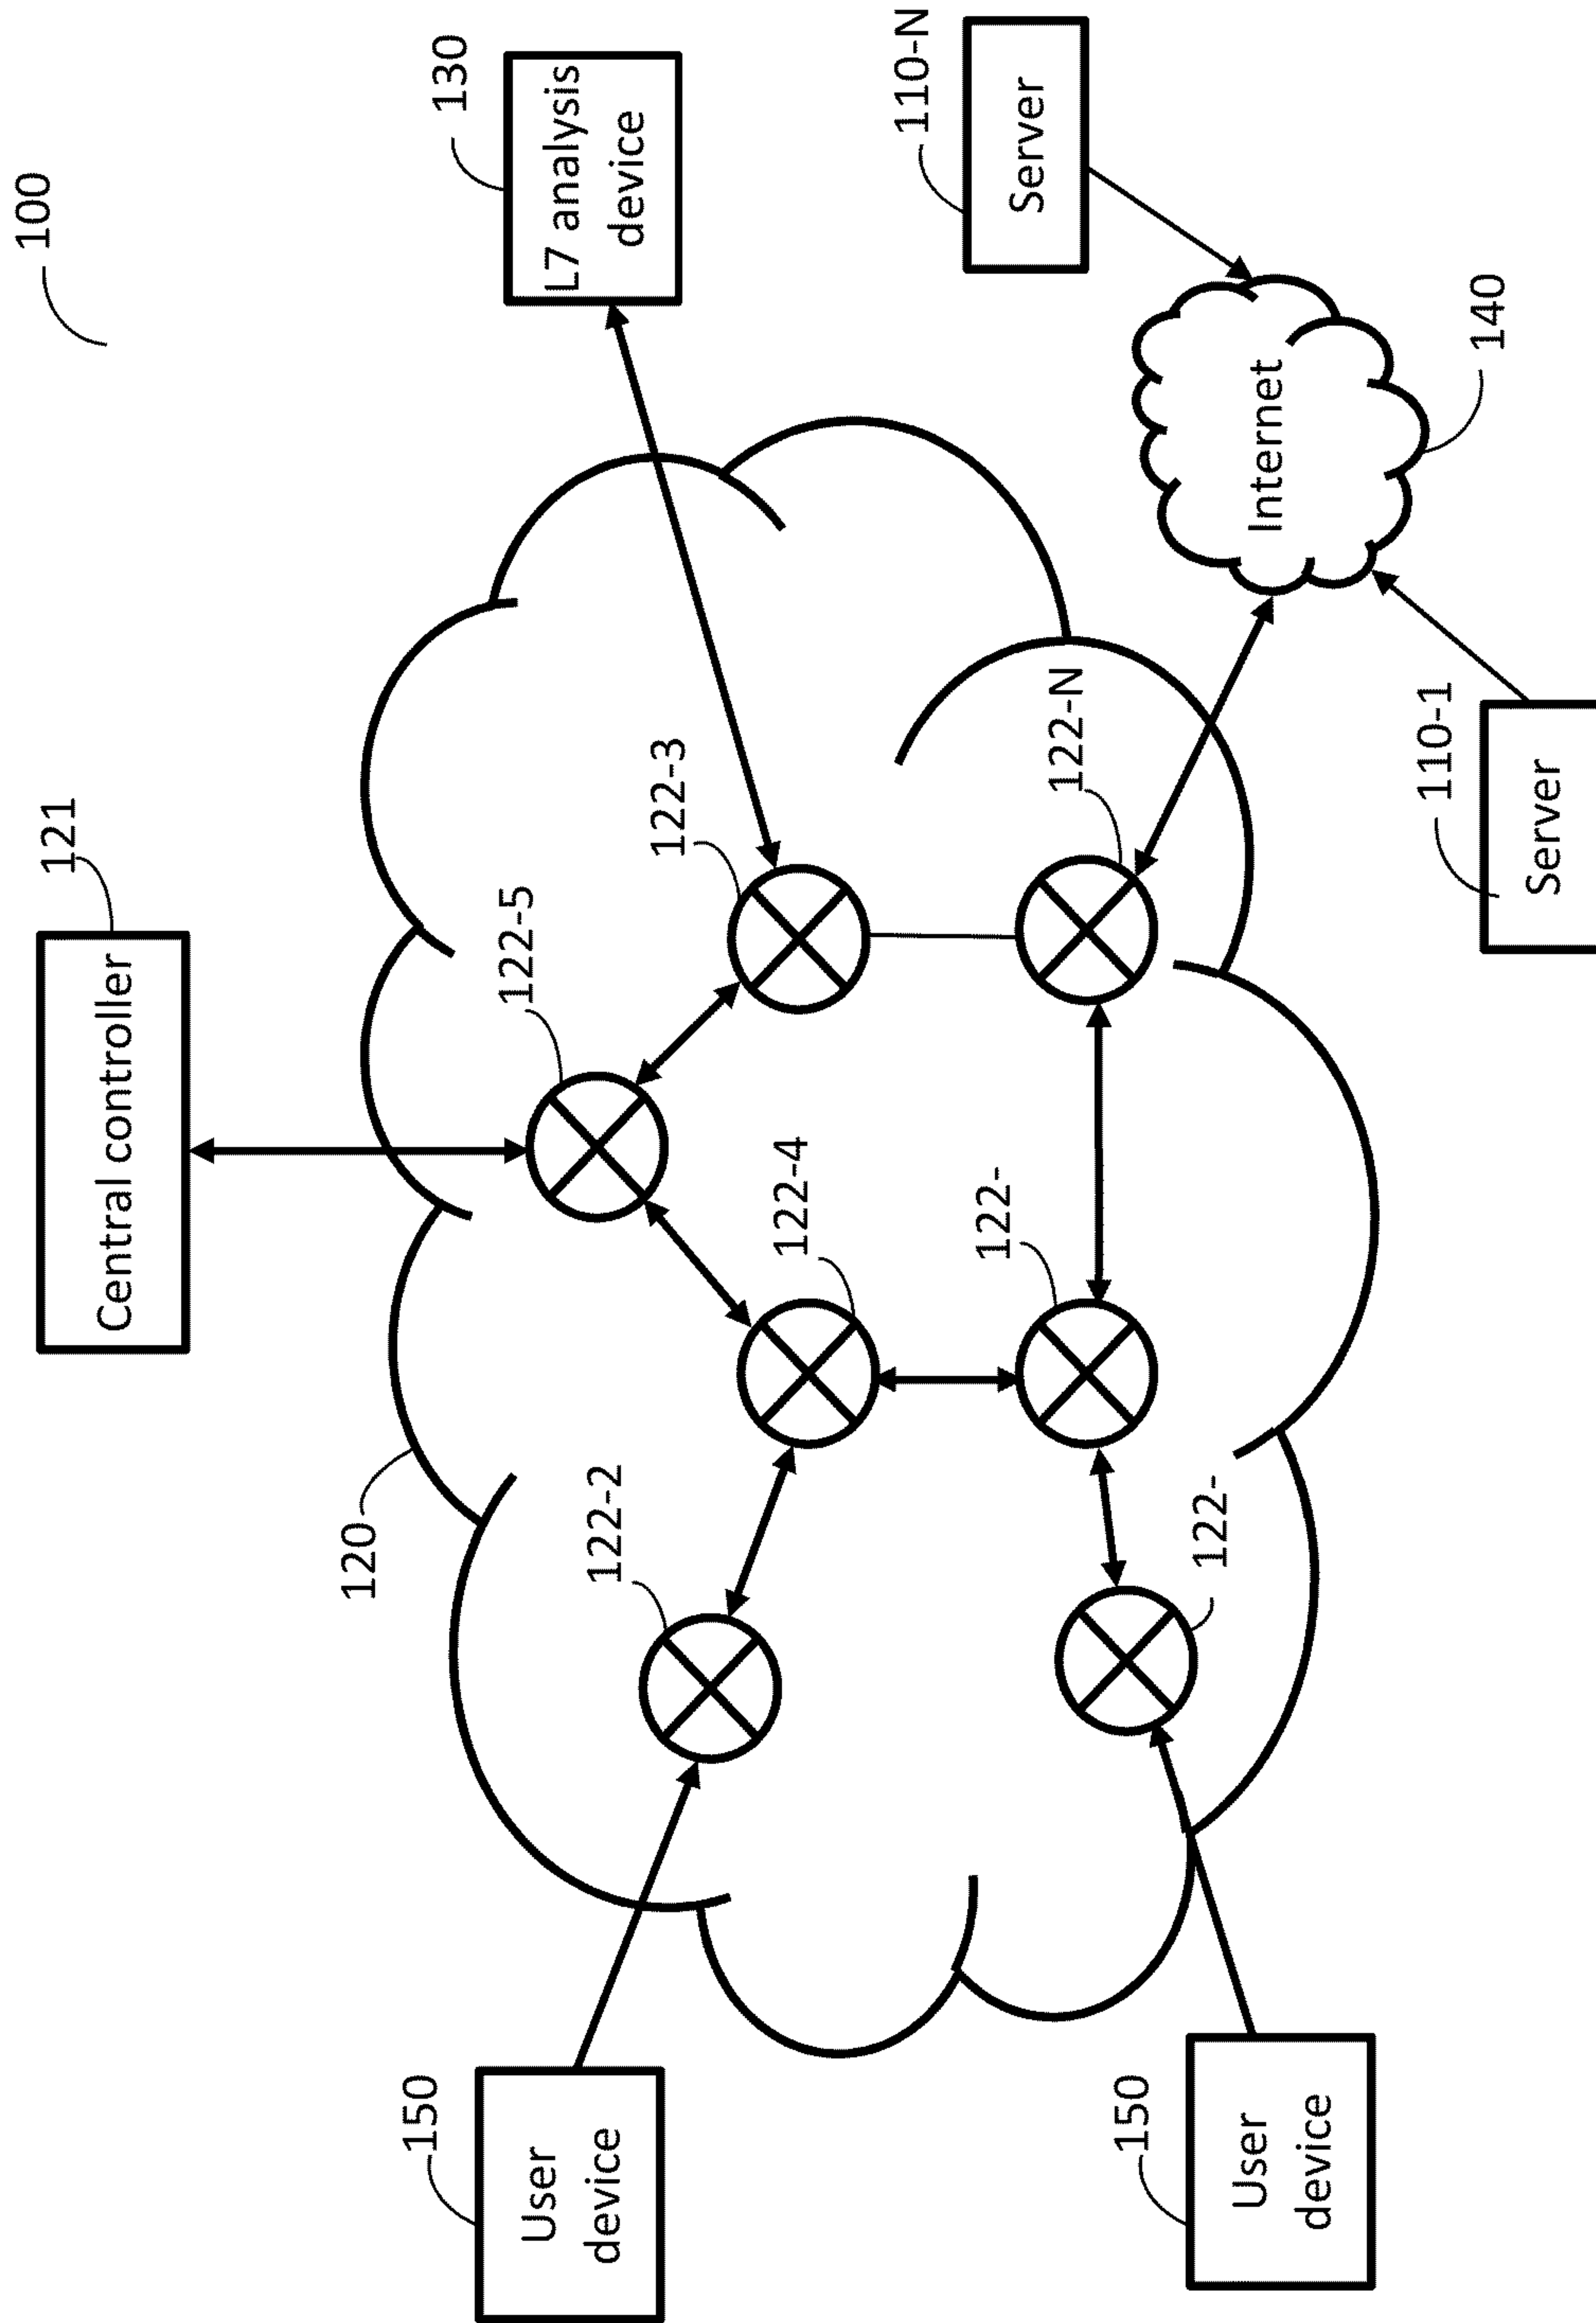 100
121
Central controller
130
L7 analysis
device
120
122-5
122-3
122-2
122-4
122-
122-N
122-
150
User
device
150
User
device
110-N
Server
Internet
140
110-1
Server